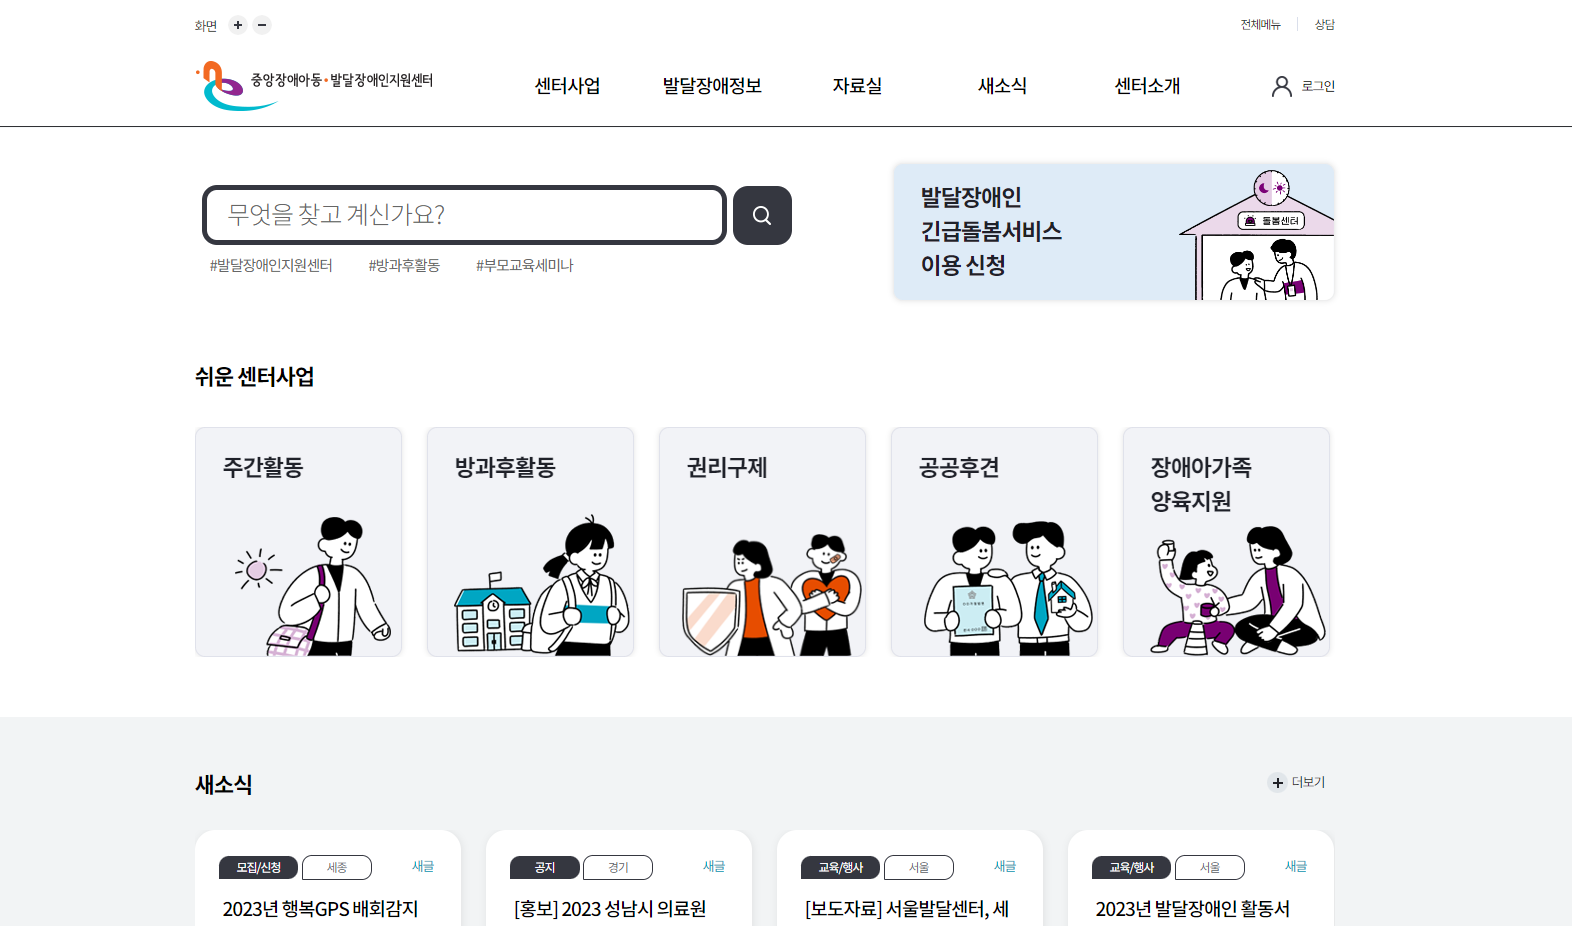 화면 + −
전체메뉴 상담
중앙장애아동·발달장애인지원센터
센터사업 발달장애정보 자료실 새소식 센터소개 로그인
무엇을 찾고 계신가요?
#발달장애인지원센터 #방과후활동 #부모교육세미나
발달장애인
긴급돌봄서비스
이용 신청
돌봄센터
쉬운 센터사업
주간활동
방과후활동
권리구제
공공후견
장애아가족
양육지원
새소식
+ 더보기
모집/신청 세종 새글
2023년 행복GPS 배회감지
공지 경기 새글
[홍보] 2023 성남시 의료원
교육/행사 서울 새글
[보도자료] 서울발달센터, 세
교육/행사 서울 새글
2023년 발달장애인 활동서